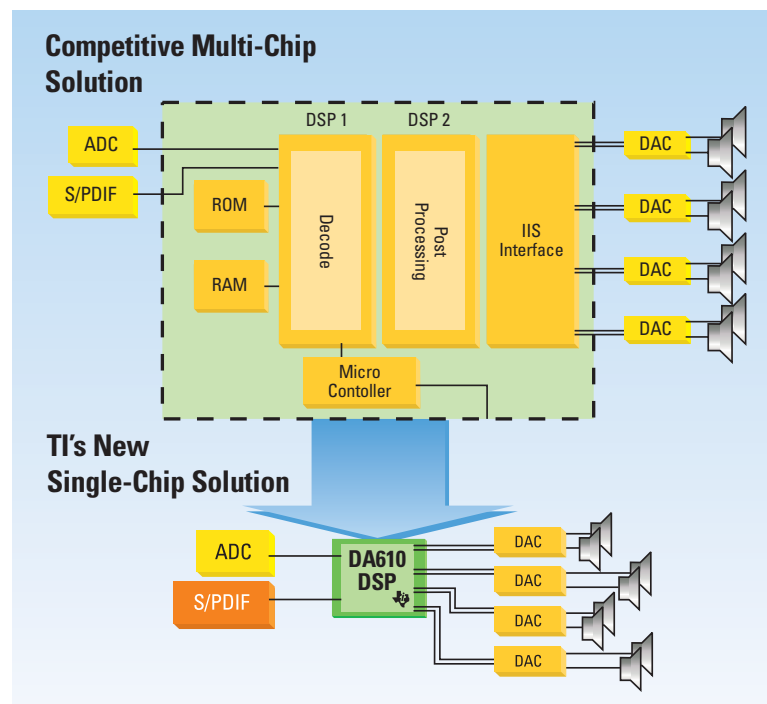 Competitive Multi-Chip
Solution
DSP 1
DSP 2
ADC
S/PDIF
ROM
RAM
Decode
Post
Processing
IIS
Interface
DAC
DAC
DAC
DAC
Micro
Contoller
TI's New
Single-Chip Solution
ADC
S/PDIF
DA610
DSP
DAC
DAC
DAC
DAC